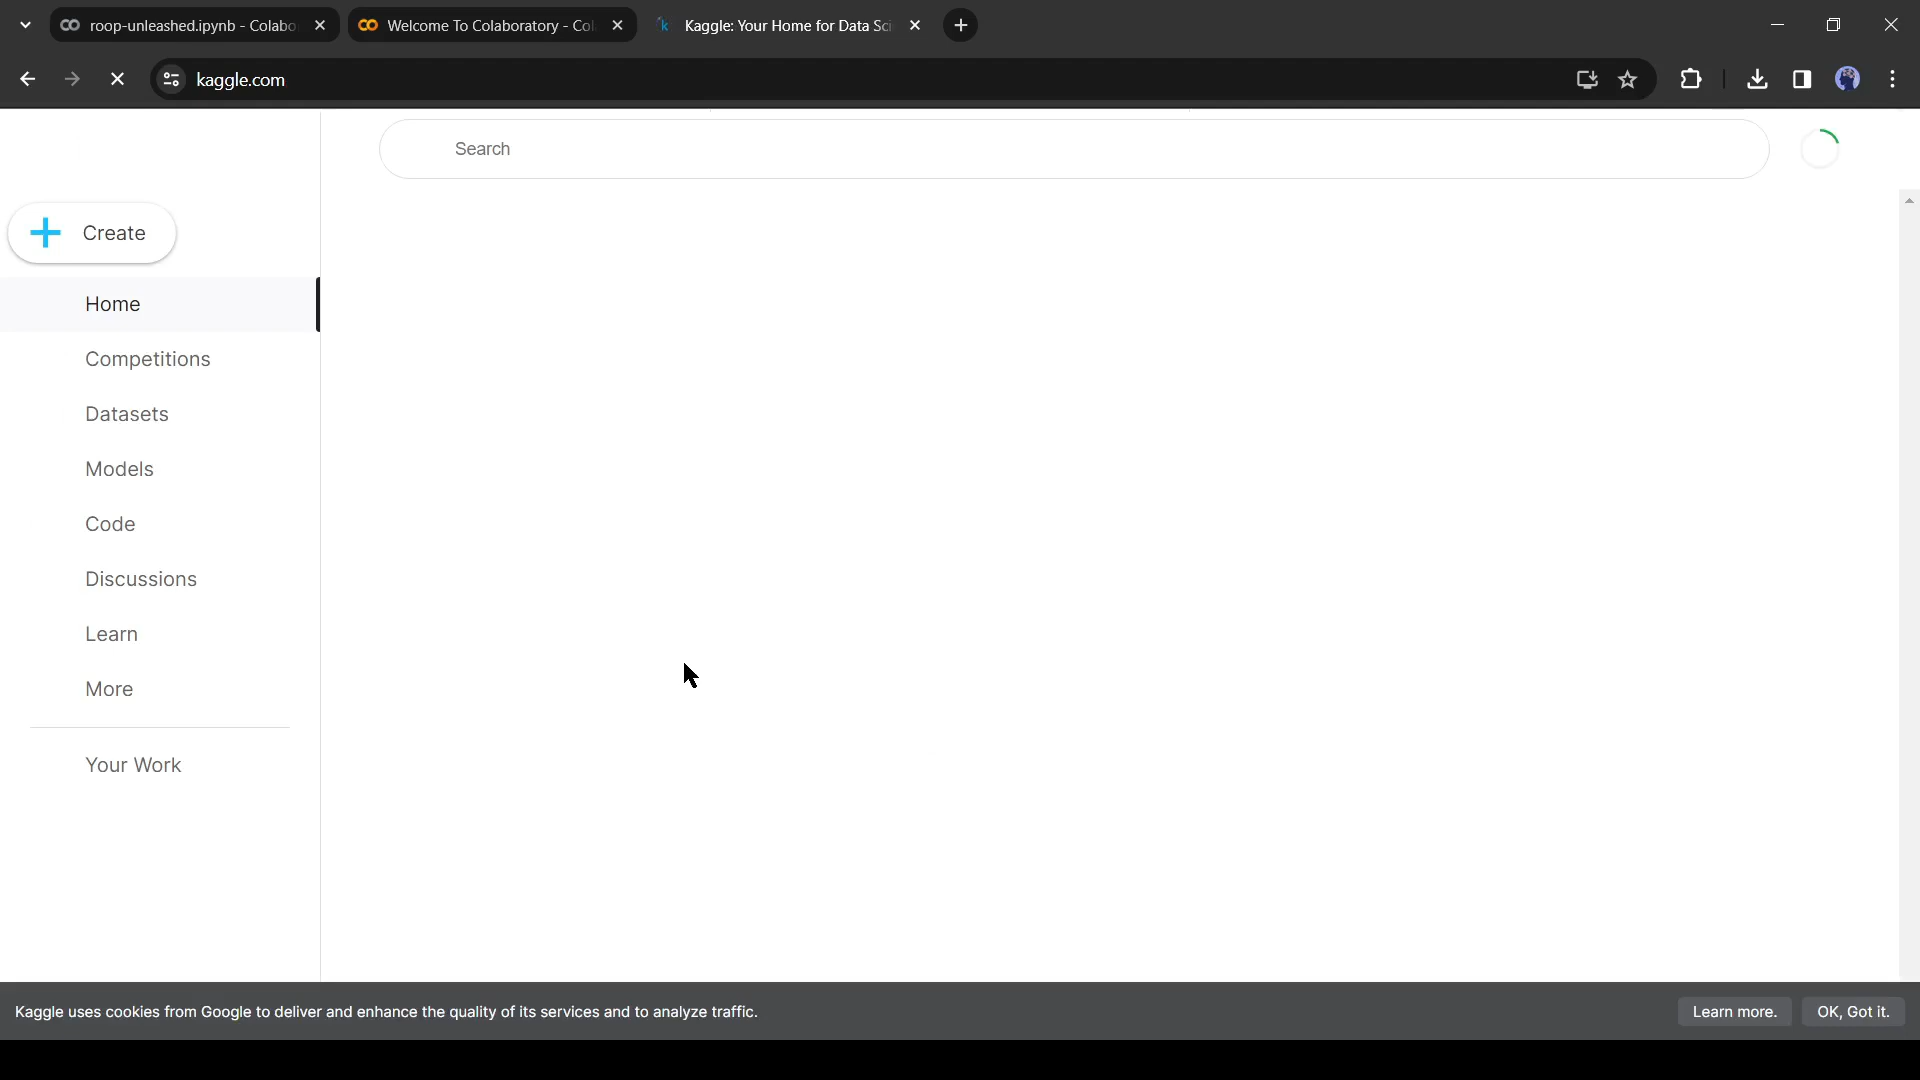 roop-unleashed.ipynb - Colabo
Welcome To Colaboratory - Col
Kaggle: Your Home for Data Sci
kaggle.com
Search
Create
Home
Competitions
Datasets
Models
Code
Discussions
Learn
More
Your Work
Kaggle uses cookies from Google to deliver and enhance the quality of its services and to analyze traffic.
Learn more.
OK, Got it.